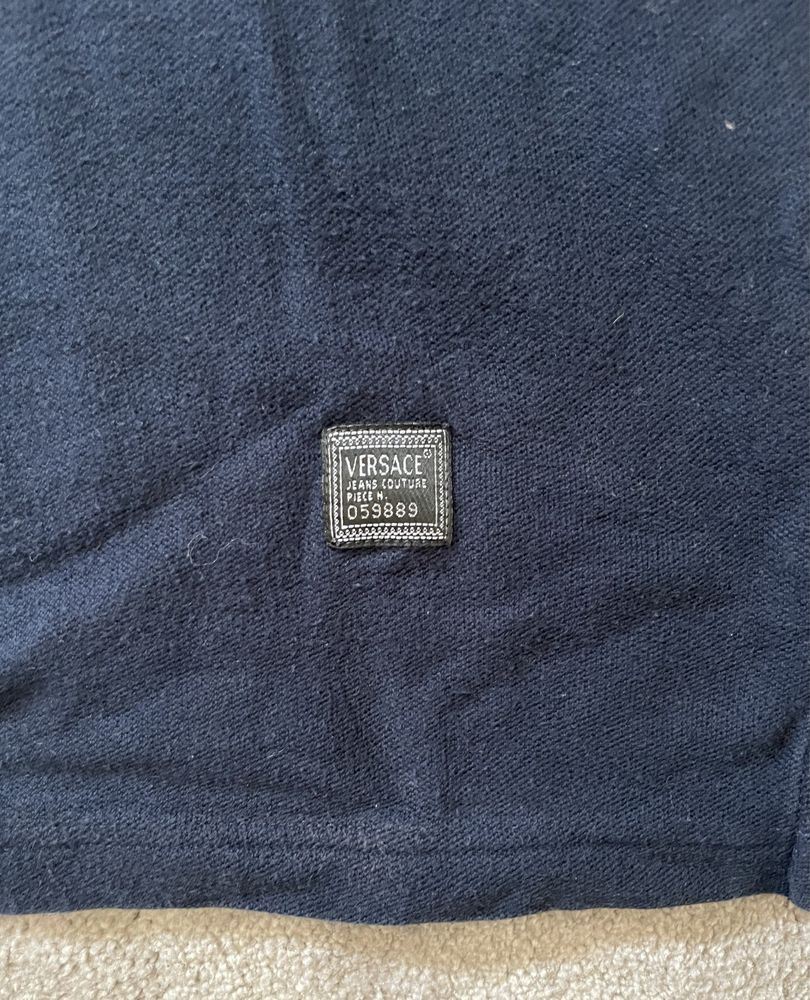 VERSACE®
JEANS COUTURE
PIECE N.
059889